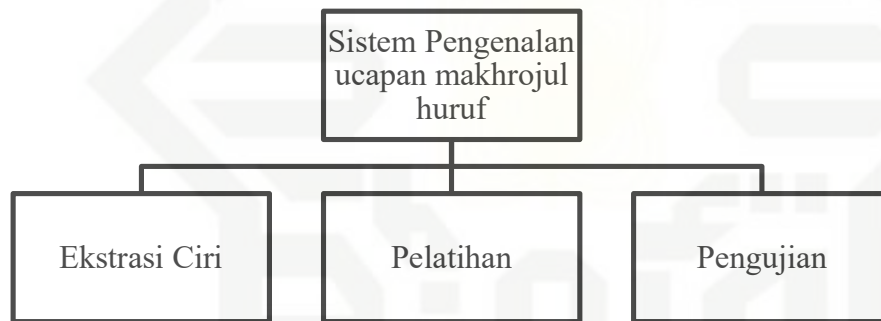 Sistem Pengenalan
ucapan makhrojul
huruf
Ekstrasi Ciri
Pelatihan
Pengujian